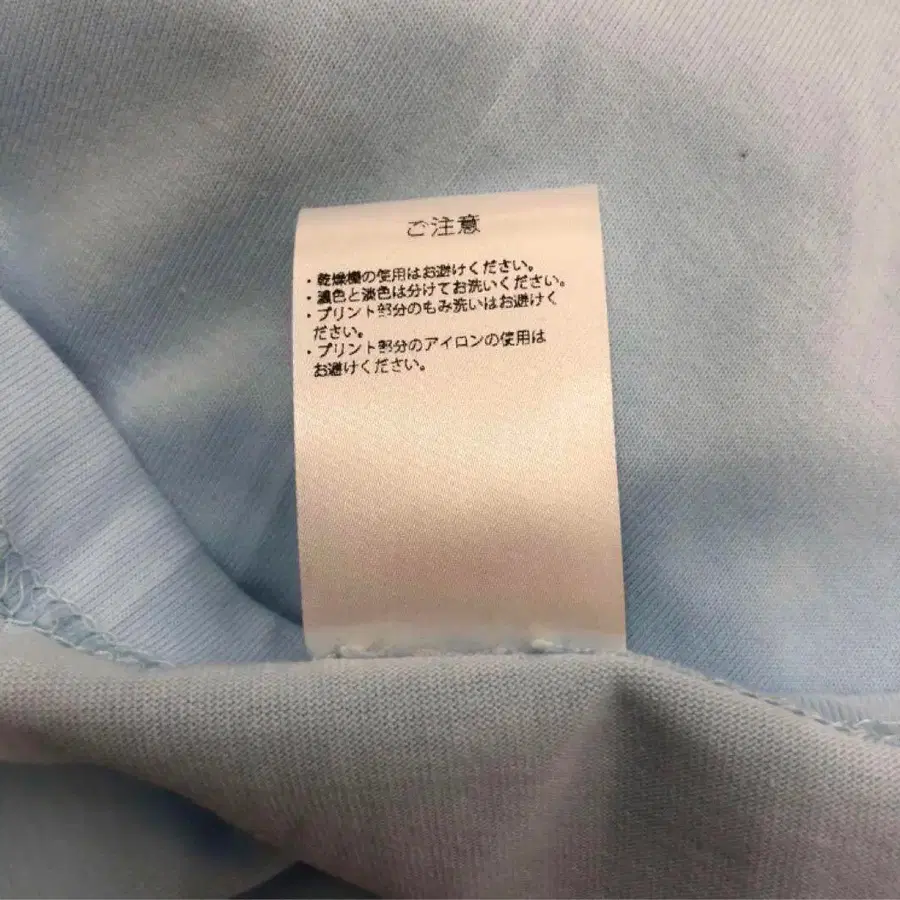 ご注意
・乾燥機の使用はお避けください。
・濃色と淡色は分けてお洗いください。
・プリント部分のもみ洗いはお避けく
ださい。
・プリント部分のアイロンの使用は
お避けください。